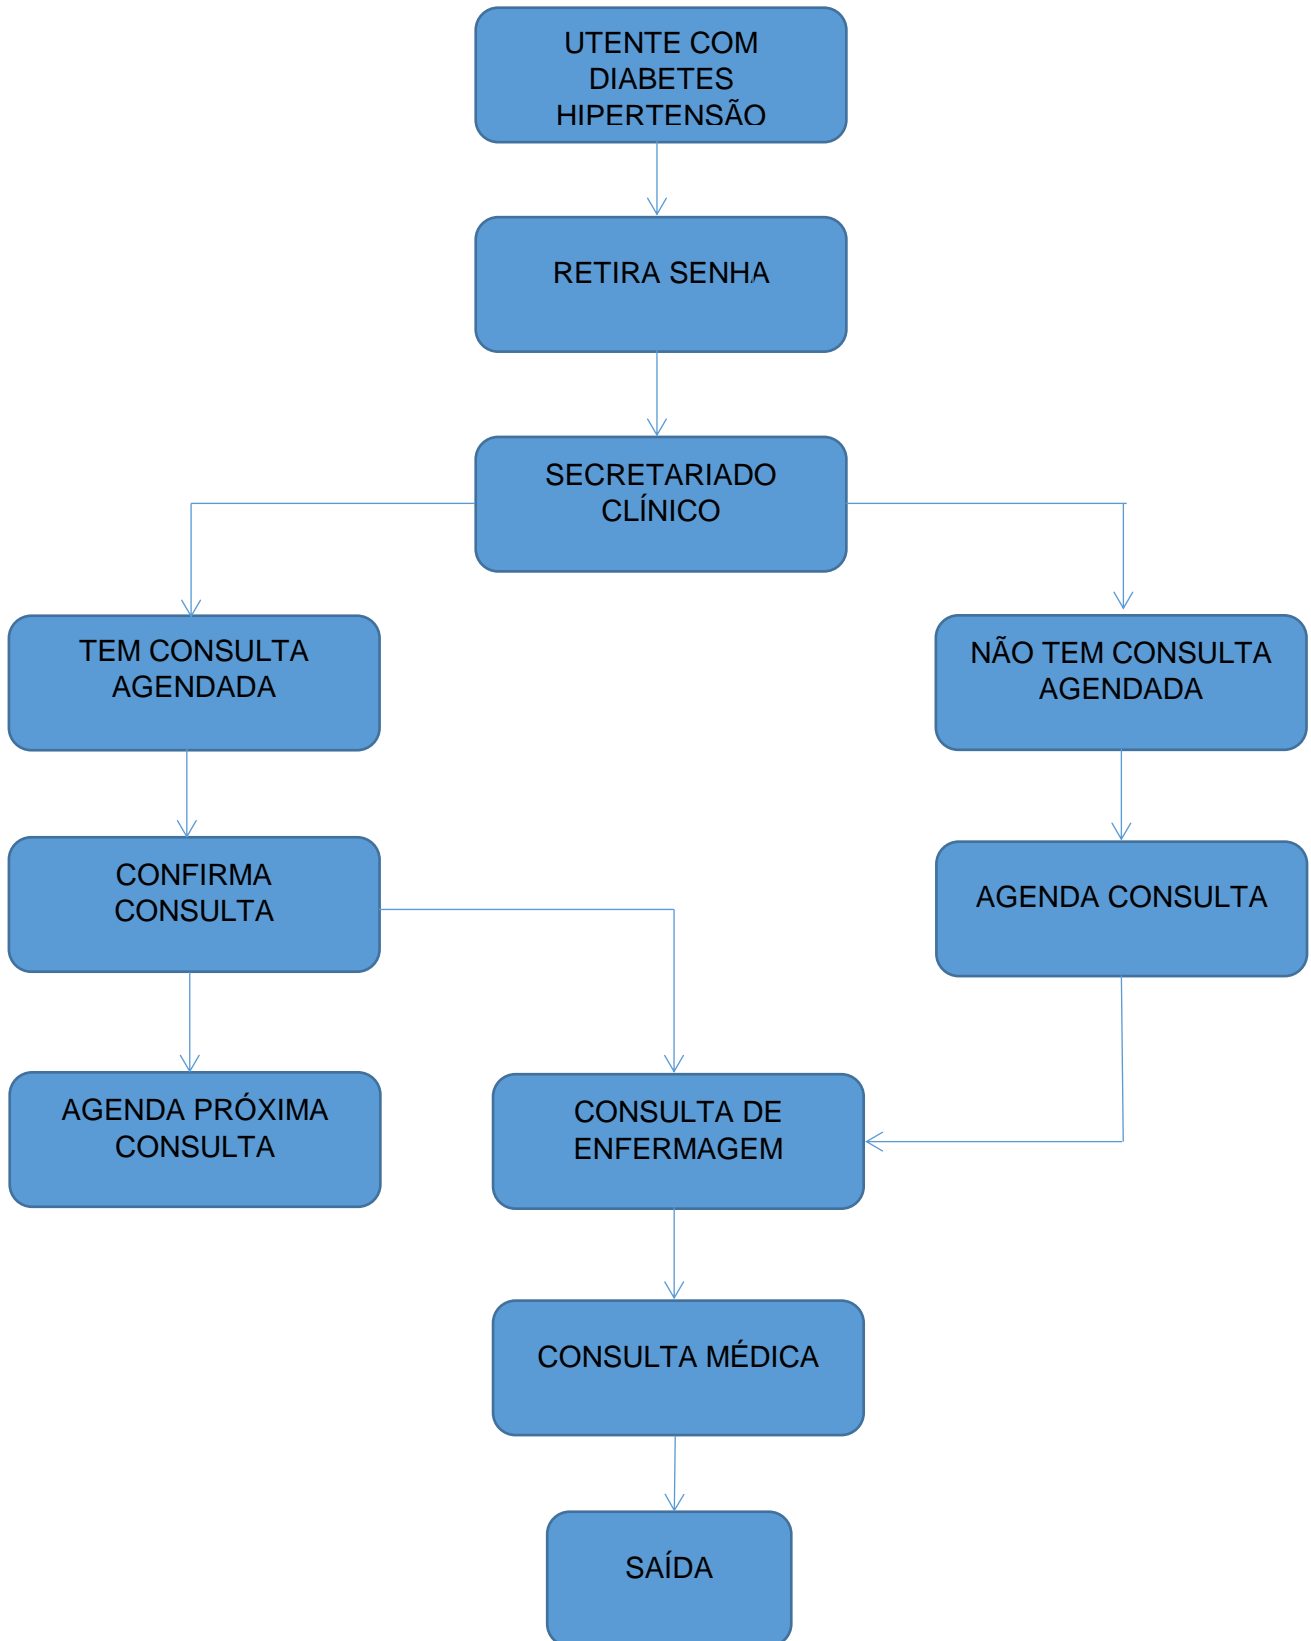 UTENTE COM
DIABETES
HIPERTENSÃO
RETIRA SENHA
SECRETARIADO
CLÍNICO
TEM CONSULTA
AGENDADA
NÃO TEM CONSULTA
AGENDADA
CONFIRMA
CONSULTA
AGENDA CONSULTA
AGENDA PRÓXIMA
CONSULTA
CONSULTA DE
ENFERMAGEM
CONSULTA MÉDICA
SAÍDA